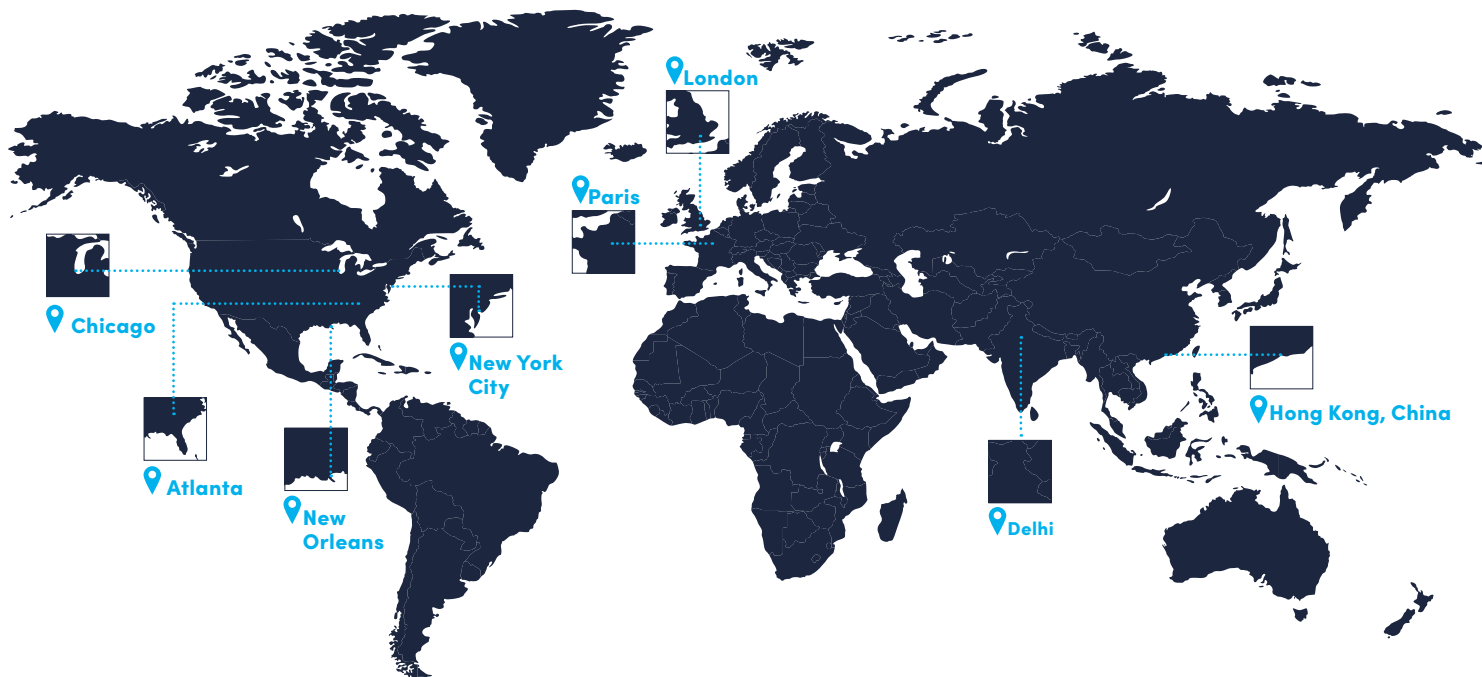 London
Paris
Chicago
New York
City
Hong Kong, China
Atlanta
New
Orleans
Delhi